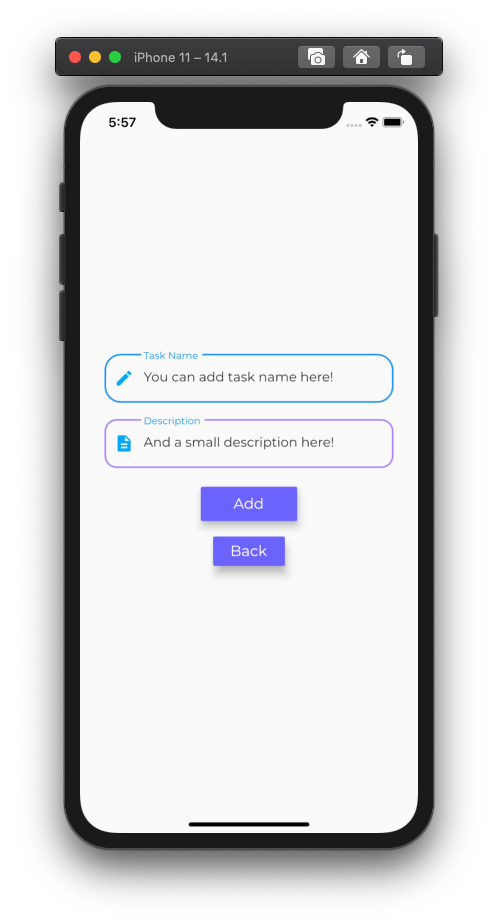 iPhone 11 – 14.1
5:57
Task Name
You can add task name here!
Description
And a small description here!
Add
Back